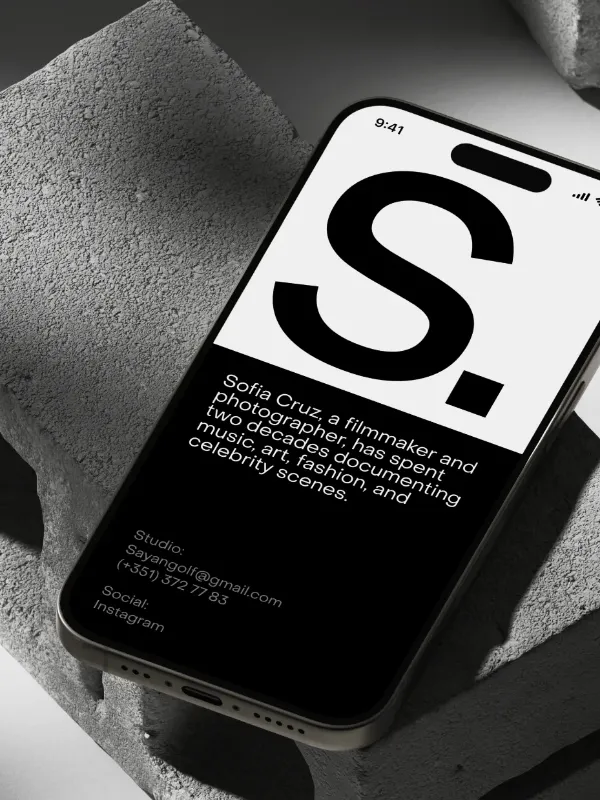 9:41
S.
Sofia Cruz, a filmmaker and
photographer, has spent
two decades documenting
music, art, fashion, and
celebrity scenes.
Studio:
Sayangolf@gmail.com
(+351) 372 77 83
Social:
Instagram